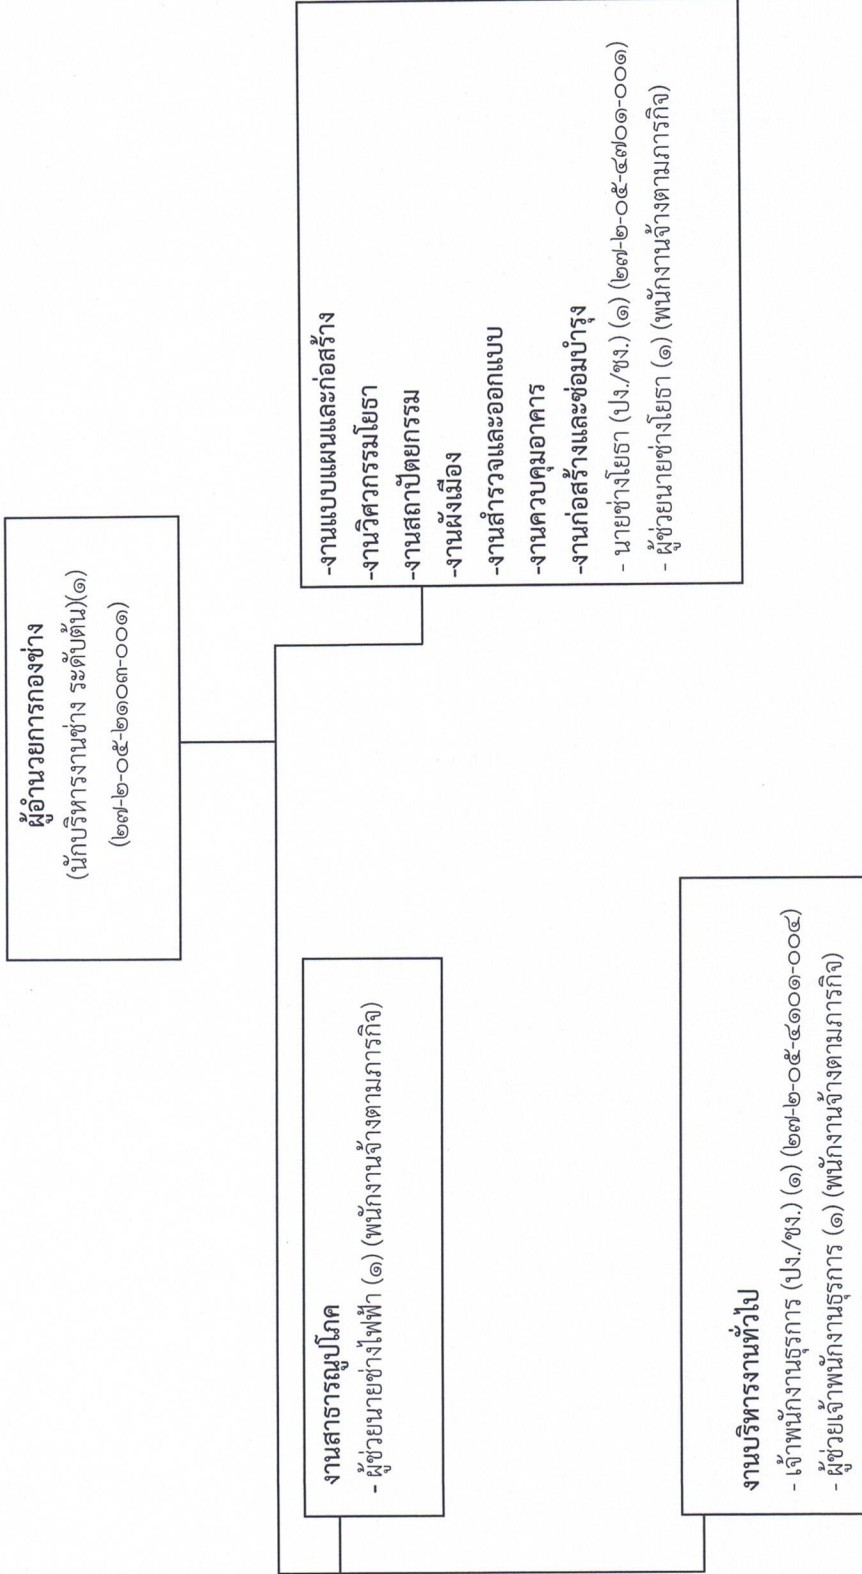 ผู้อำนวยการกองช่าง
(นักบริหารงานช่าง ระดับต้น)(๑)
(๒๗-๒-๐๕-๒๑๐๓-๐๐๑)
งานสาธารณูปโภค
- ผู้ช่วยนายช่างไฟฟ้า (๑) (พนักงานจ้างตามภารกิจ)
-งานแบบแผนและก่อสร้าง
-งานวิศวกรรมโยธา
-งานสถาปัตยกรรม
-งานผังเมือง
-งานสำรวจและออกแบบ
-งานควบคุมอาคาร
-งานก่อสร้างและซ่อมบำรุง
- นายช่างโยธา (ปง./ชง.) (๑) (๒๗-๒-๐๕-๔๗๐๑-๐๐๑)
- ผู้ช่วยนายช่างโยธา (๑) (พนักงานจ้างตามภารกิจ)
งานบริหารงานทั่วไป
- เจ้าพนักงานธุรการ (ปง./ชง.) (๑) (๒๗-๒-๐๕-๔๑๐๑-๐๐๔)
- ผู้ช่วยเจ้าพนักงานธุรการ (๑) (พนักงานจ้างตามภารกิจ)